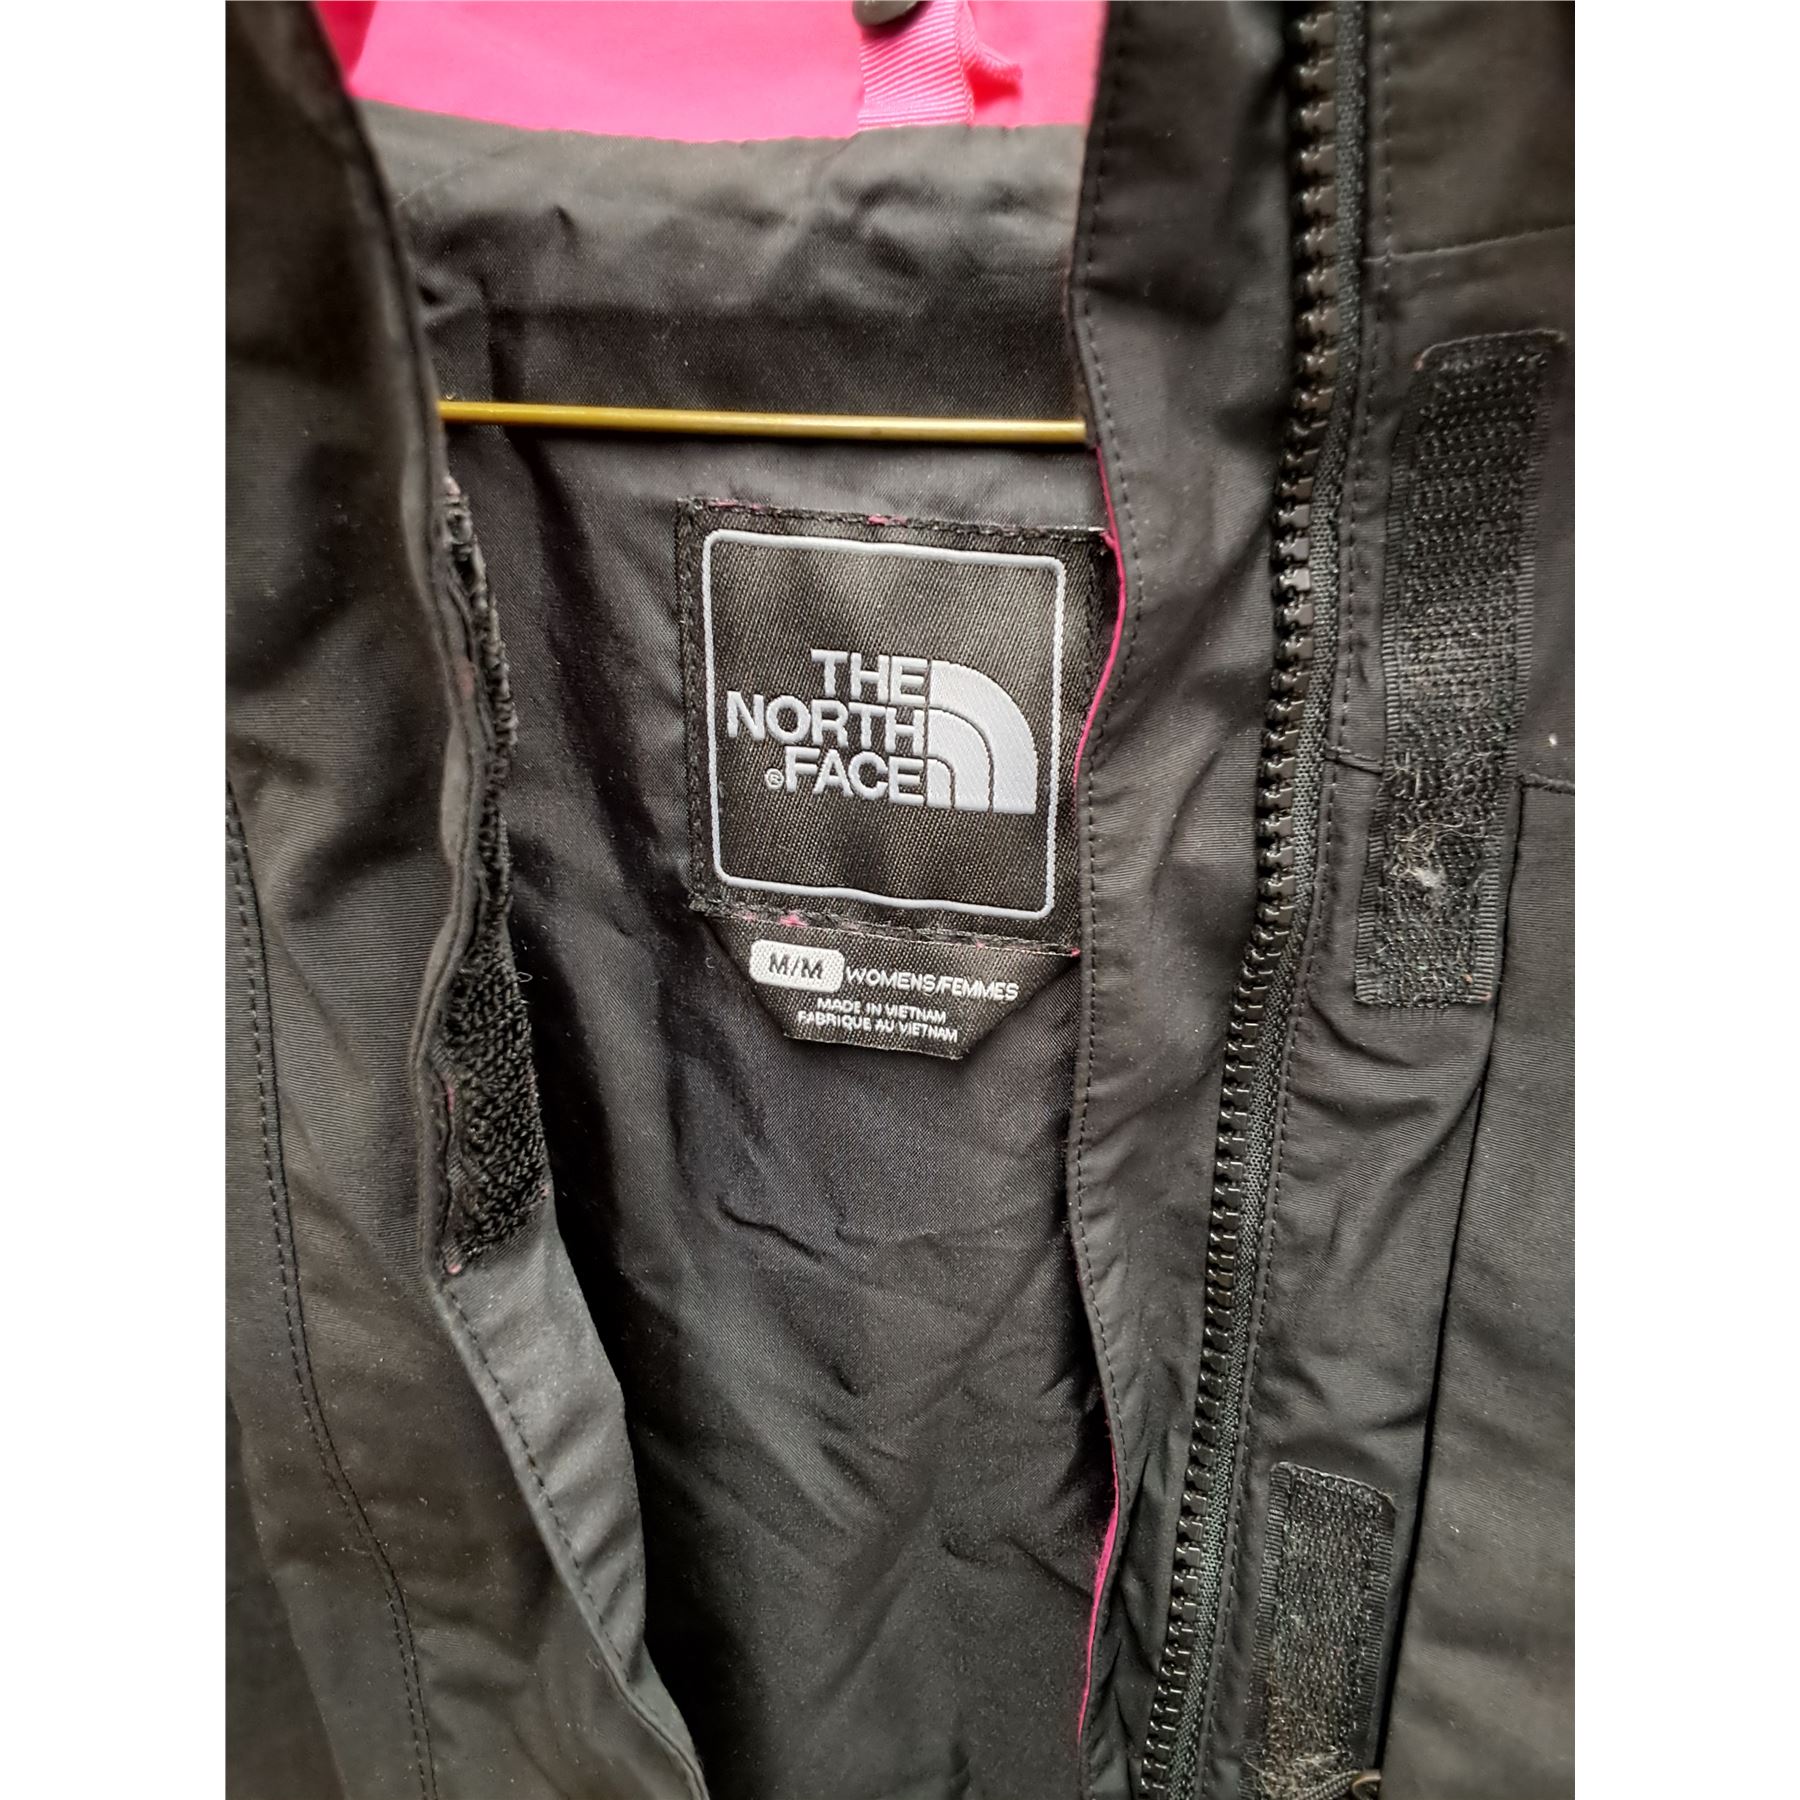 THE
NORTH
®FACE
M/M WOMENS/FEMMES
MADE IN VIETNAM
FABRIQUE AU VIETNAM